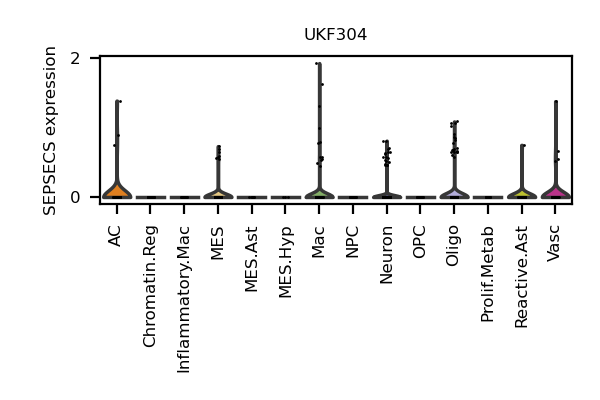 UKF304
SEPSECS expression
2
0
AC
Chromatin.Reg
Inflammatory.Mac
MES
MES.Ast
MES.Hyp
Mac
NPC
Neuron
OPC
Oligo
Prolif.Metab
Reactive.Ast
Vasc